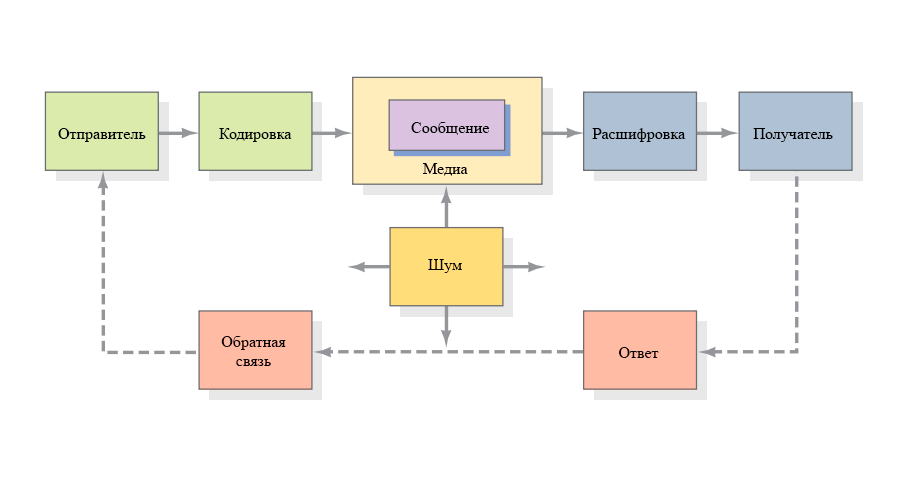 Отправитель
Кодировка
Сообщение
Медиа
Расшифровка
Получатель
Шум
Обратная
связь
Ответ